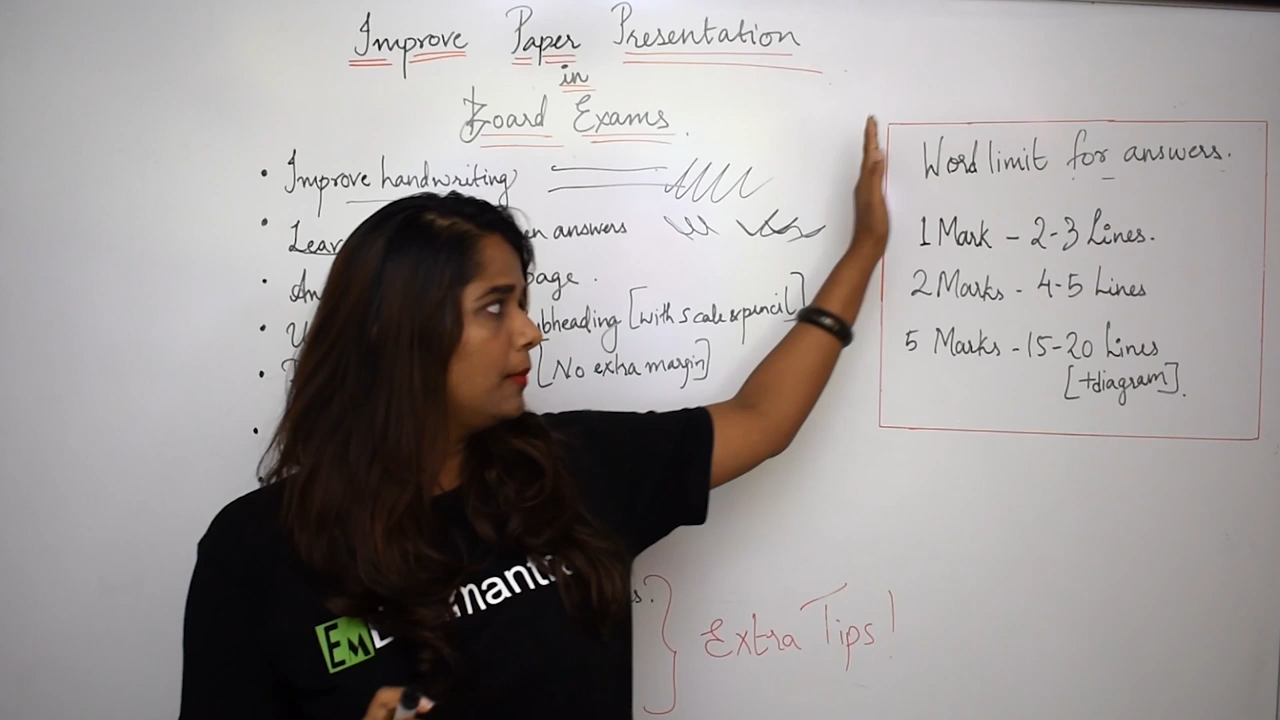 Improve Paper Presentation
in
Board Exams.
• Improve handwriting
• answers
• page.
• [with scale & pencil]
• [No extra margin]
•
Word limit for answers.
1 Mark - 2-3 Lines.
2 Marks - 4-5 Lines
5 Marks - 15-20 Lines
[+diagram].
Extra Tips!
EM